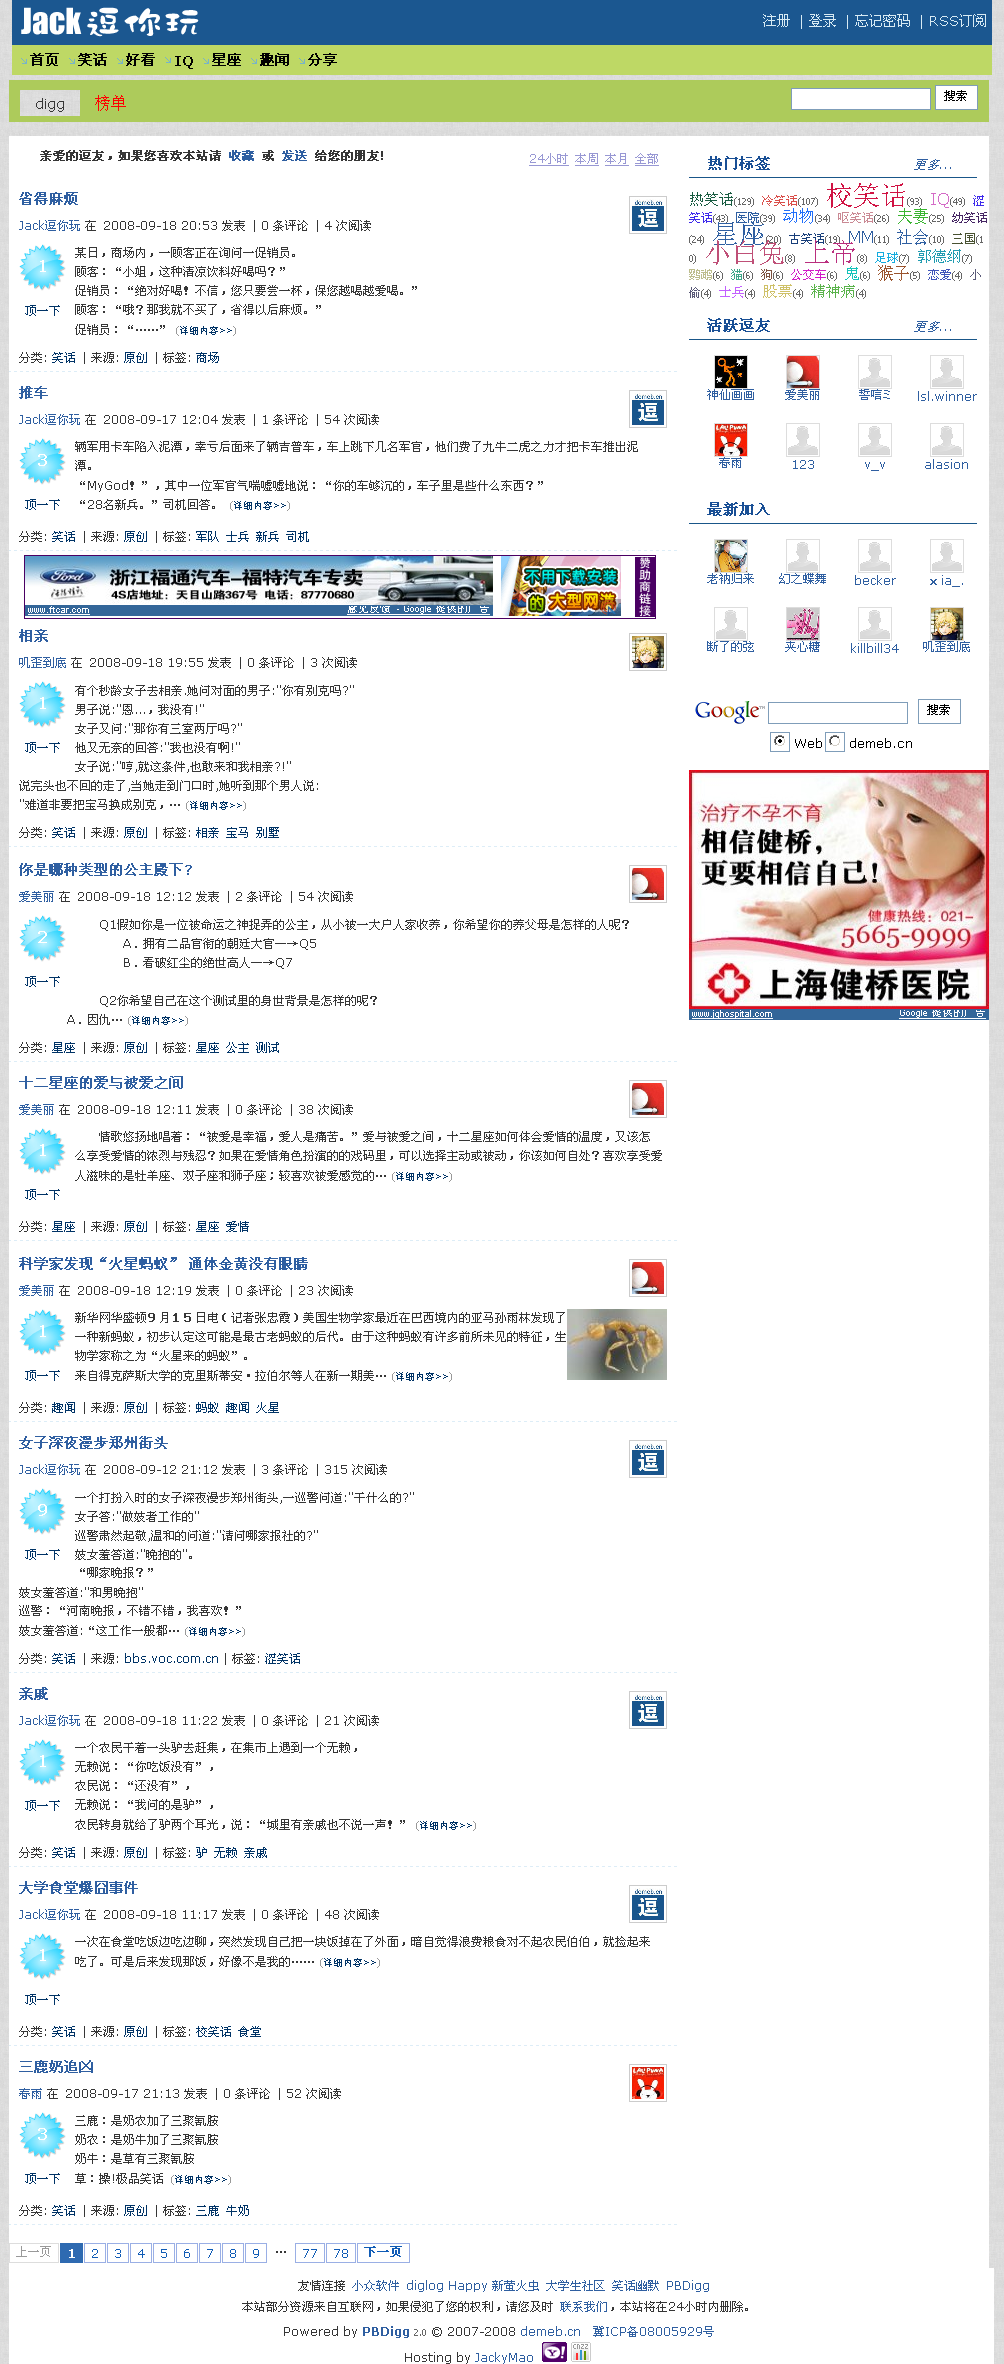 Jack逗你玩
注册 | 登录 | 忘记密码 | RSS订阅
首页 笑话 好看 IQ 星座 趣闻 分享
digg 榜单 搜索
亲爱的逗友，如果您喜欢本站请 收藏 或 发送 给您的朋友!
24小时 本周 本月 全部
省得麻烦
Jack逗你玩 在 2008-09-18 20:53 发表 | 0 条评论 | 4 次阅读
1
顶一下
某日，商场内，一顾客正在询问一促销员。
顾客：“小姐，这种清凉饮料好喝吗？”
促销员：“绝对好喝！不信，您只要尝一杯，保您越喝越爱喝。”
顾客：“哦？那我就不买了，省得以后麻烦。”
促销员：“……” (详细内容>>)
分类: 笑话 | 来源: 原创 | 标签: 商场
推车
Jack逗你玩 在 2008-09-17 12:04 发表 | 1 条评论 | 54 次阅读
3
顶一下
辆军用卡车陷入泥潭，幸亏后面来了辆吉普车，车上跳下几名军官，他们费了九牛二虎之力才把卡车推出泥
潭。
“MyGod！”，其中一位军官气喘嘘嘘地说：“你的车够沉的，车子里是些什么东西？”
“28名新兵。”司机回答。 (详细内容>>)
分类: 笑话 | 来源: 原创 | 标签: 军队 士兵 新兵 司机
Ford 浙江福通汽车-福特汽车专卖
4S店地址：天目山路367号 电话：87770680
www.ftcar.com 意见反馈 - Google 提供的广告
不用下载安装的大型网游
赞助商链接
相亲
叽歪到底 在 2008-09-18 19:55 发表 | 0 条评论 | 3 次阅读
1
顶一下
有个秒龄女子去相亲.她问对面的男子:"你有别克吗?"
男子说:"恩...，我没有!"
女子又问:"那你有三室两厅吗?"
他又无奈的回答:"我也没有啊!"
女子说:"哼,就这条件,也敢来和我相亲?!"
说完头也不回的走了,当她走到门口时,她听到那个男人说:
"难道非要把宝马换成别克，… (详细内容>>)
分类: 笑话 | 来源: 原创 | 标签: 相亲 宝马 别墅
你是哪种类型的公主殿下?
爱美丽 在 2008-09-18 12:12 发表 | 2 条评论 | 54 次阅读
2
顶一下
Q1假如你是一位被命运之神捉弄的公主，从小被一大户人家收养，你希望你的养父母是怎样的人呢？
A．拥有二品官衔的朝廷大官—→Q5
B．看破红尘的绝世高人—→Q7
Q2你希望自己在这个测试里的身世背景是怎样的呢？
A．因仇… (详细内容>>)
分类: 星座 | 来源: 原创 | 标签: 星座 公主 测试
十二星座的爱与被爱之间
爱美丽 在 2008-09-18 12:11 发表 | 0 条评论 | 38 次阅读
1
顶一下
情歌悠扬地唱着：“被爱是幸福，爱人是痛苦。”爱与被爱之间，十二星座如何体会爱情的温度，又该怎
么享受爱情的浓烈与残忍？如果在爱情角色扮演的的戏码里，可以选择主动或被动，你该如何自处？喜欢享受爱
人滋味的是牡羊座、双子座和狮子座；较喜欢被爱感觉的… (详细内容>>)
分类: 星座 | 来源: 原创 | 标签: 星座 爱情
科学家发现“火星蚂蚁” 通体金黄没有眼睛
爱美丽 在 2008-09-18 12:19 发表 | 0 条评论 | 23 次阅读
1
顶一下
新华网华盛顿９月１５日电（记者张忠霞）美国生物学家最近在巴西境内的亚马孙雨林发现了
一种新蚂蚁，初步认定这可能是最古老蚂蚁的后代。由于这种蚂蚁有许多前所未见的特征，生
物学家称之为“火星来的蚂蚁”。
来自得克萨斯大学的克里斯蒂安·拉伯尔等人在新一期美… (详细内容>>)
分类: 趣闻 | 来源: 原创 | 标签: 蚂蚁 趣闻 火星
女子深夜漫步郑州街头
Jack逗你玩 在 2008-09-12 21:12 发表 | 3 条评论 | 315 次阅读
9
顶一下
一个打扮入时的女子深夜漫步郑州街头,一巡警问道:"干什么的?"
女子答:"做妓者工作的"
巡警肃然起敬,温和的问道:"请问哪家报社的?"
妓女羞答道:"晚抱的"。
“哪家晚报？”
妓女羞答道:"和男晚抱"
巡警：“河南晚报，不错不错，我喜欢！”
妓女羞答道:“这工作一般都… (详细内容>>)
分类: 笑话 | 来源: bbs.voc.com.cn | 标签: 涩笑话
亲戚
Jack逗你玩 在 2008-09-18 11:22 发表 | 0 条评论 | 21 次阅读
1
顶一下
一个农民干着一头驴去赶集，在集市上遇到一个无赖，
无赖说：“你吃饭没有”，
农民说：“还没有”，
无赖说：“我问的是驴”，
农民转身就给了驴两个耳光，说：“城里有亲戚也不说一声！” (详细内容>>)
分类: 笑话 | 来源: 原创 | 标签: 驴 无赖 亲戚
大学食堂爆囧事件
Jack逗你玩 在 2008-09-18 11:17 发表 | 0 条评论 | 48 次阅读
1
顶一下
一次在食堂吃饭边吃边聊，突然发现自己把一块饭掉在了外面，暗自觉得浪费粮食对不起农民伯伯，就捡起来
吃了。可是后来发现那饭，好像不是我的…… (详细内容>>)
分类: 笑话 | 来源: 原创 | 标签: 校笑话 食堂
三鹿奶追凶
春雨 在 2008-09-17 21:13 发表 | 0 条评论 | 52 次阅读
3
顶一下
三鹿：是奶农加了三聚氰胺
奶农：是奶牛加了三聚氰胺
奶牛：是草有三聚氰胺
草：操!极品笑话 (详细内容>>)
分类: 笑话 | 来源: 原创 | 标签: 三鹿 牛奶
上一页 1 2 3 4 5 6 7 8 9 … 77 78 下一页
热门标签 更多...
热笑话(129) 冷笑话(107) 校笑话(93) IQ(49) 涩
笑话(43) 医院(39) 动物(34) 呕笑话(26) 夫妻(25) 幼笑话
(24) 星座(20) 古笑话(19) MM(11) 社会(10) 三国(1
0) 小白兔(8) 上帝(8) 足球(7) 郭德纲(7)
鹦鹉(6) 猫(6) 狗(6) 公交车(6) 鬼(6) 猴子(5) 恋爱(4) 小
偷(4) 士兵(4) 股票(4) 精神病(4)
活跃逗友 更多...
神仙画画 爱美丽 誓唁ミ lsl.winner
春雨 123 v_v alasion
最新加入
老衲归来 幻之蝶舞 becker x ia_.
断了的弦 夹心糖 killbill34 叽歪到底
Google 搜索
Web demeb.cn
治疗不孕不育
相信健桥，
更要相信自己!
健康热线：021-
5665-9999
上海健桥医院
www.jqhospital.com Google 提供的广告
友情连接 小众软件 diglog Happy 新萤火虫 大学生社区 笑话幽默 PBDigg
本站部分资源来自互联网，如果侵犯了您的权利，请您及时 联系我们，本站将在24小时内删除。
Powered by PBDigg 2.0 © 2007-2008 demeb.cn 冀ICP备08005929号
Hosting by JackyMao